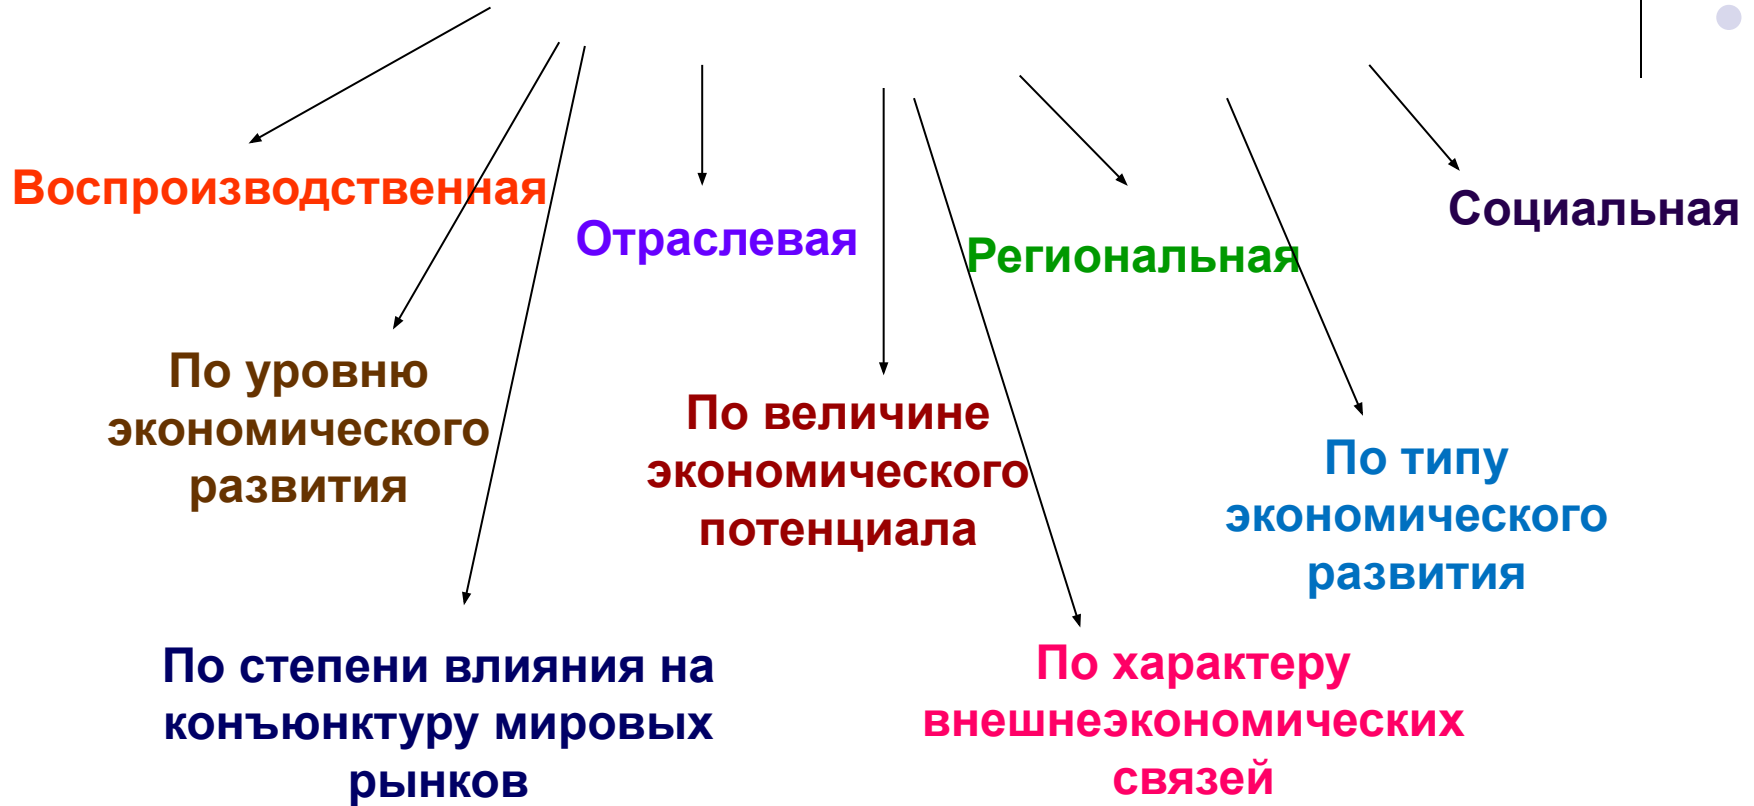 Воспроизводственная
Отраслевая
Региональная
Социальная
По уровню
экономического
развития
По величине
экономического
потенциала
По типу
экономического
развития
По степени влияния на
конъюнктуру мировых
рынков
По характеру
внешнеэкономических
связей